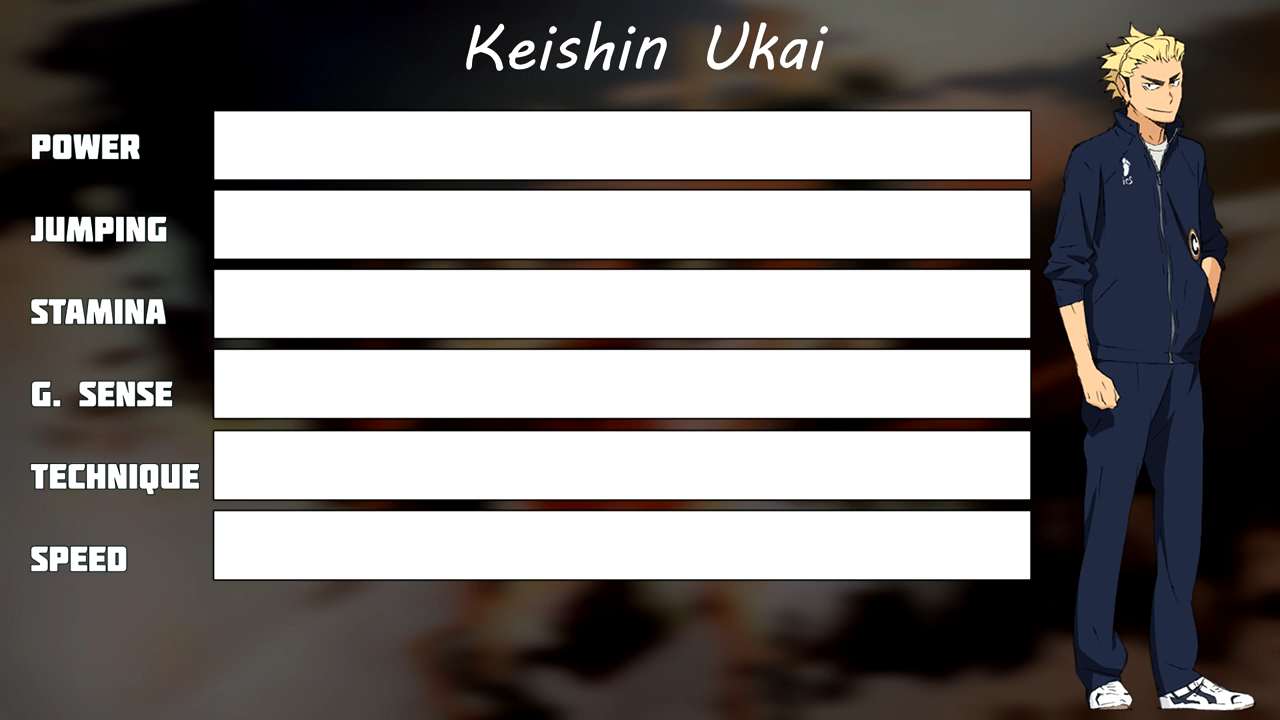 Keishin Ukai
POWER
JUMPING
STAMINA
G. SENSE
TECHNIQUE
SPEED